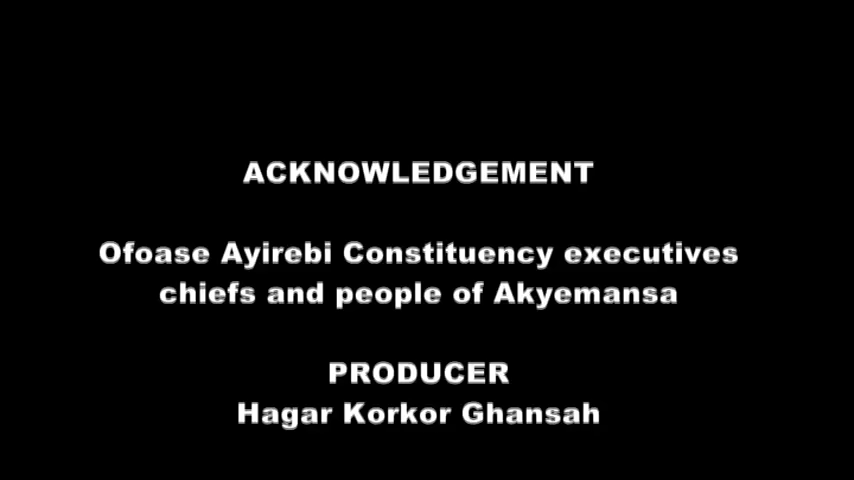 ACKNOWLEDGEMENT
Ofoase Ayirebi Constituency executives
chiefs and people of Akyemansa
PRODUCER
Hagar Korkor Ghansah